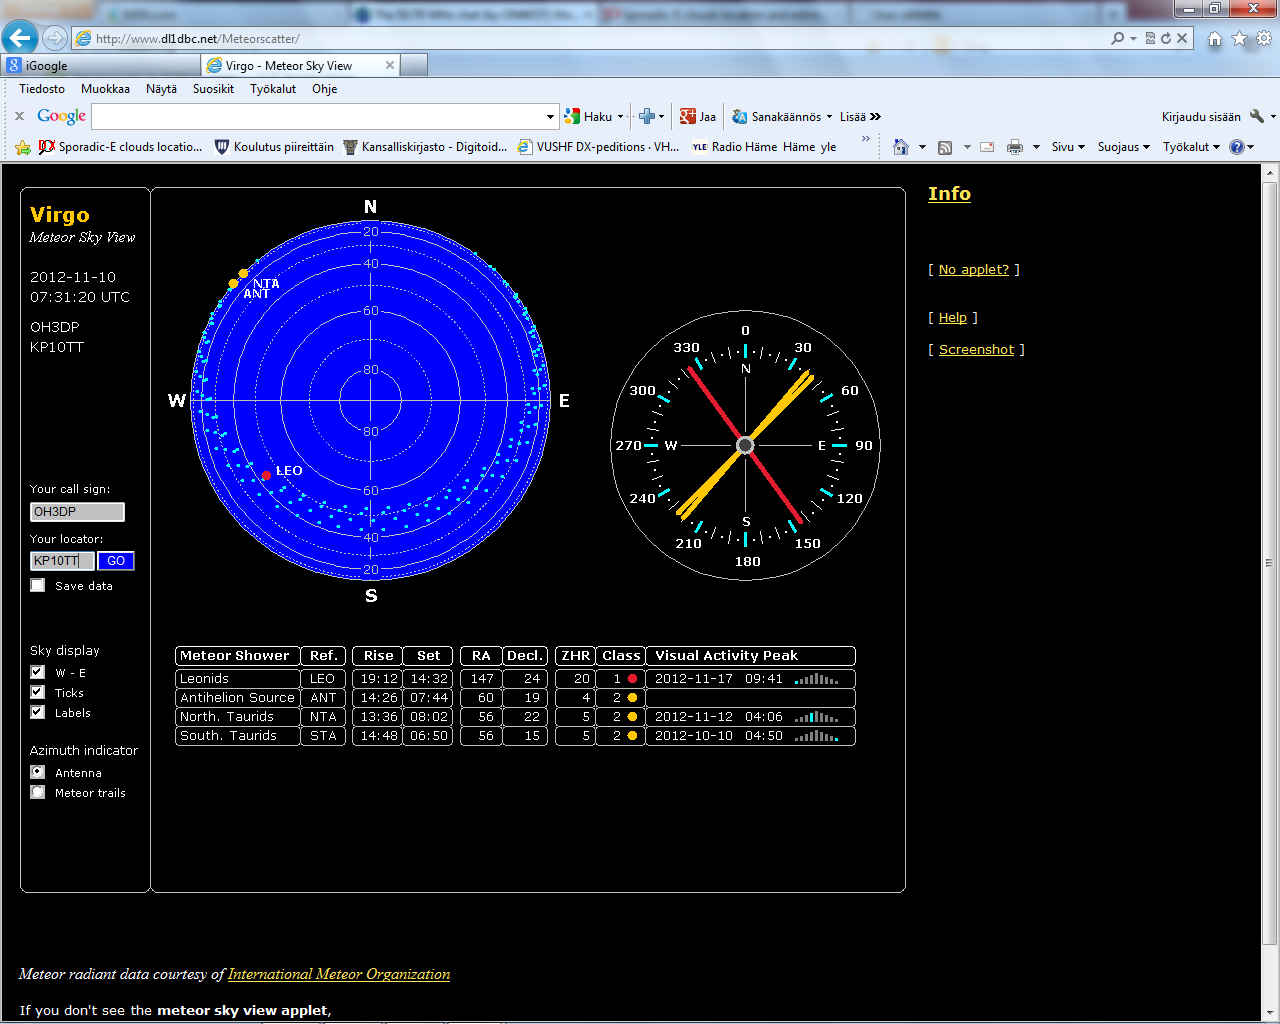 http://www.dl1dbc.net/Meteorscatter/
iGoogle
Virgo - Meteor Sky View
Tiedosto Muokkaa Näytä Suosikit Työkalut Ohje
Google Haku Jaa Sanakäännös Lisää Kirjaudu sisään
Sporadic-E clouds locatio... Koulutus piireittäin Kansalliskirjasto - Digitoid... VUSHF DX-peditions · VH... YLE Radio Häme Häme yle Sivu Suojaus Työkalut
Virgo
Meteor Sky View
2012-11-10
07:31:20 UTC
OH3DP
KP10TT
Your call sign:
OH3DP
Your locator:
KP10TT GO
Save data
Sky display
W - E
Ticks
Labels
Azimuth indicator
Antenna
Meteor trails
N
20
40
60
80
W E
80
60
40
20
S
NTA
ANT
LEO
0
330 30
N
300 60
270 W E 90
240 120
S
210 150
180
Meteor Shower Ref. Rise Set RA Decl. ZHR Class Visual Activity Peak
Leonids LEO 19:12 14:32 147 24 20 1 2012-11-17 09:41
Antihelion Source ANT 14:26 07:44 60 19 4 2
North. Taurids NTA 13:36 08:02 56 22 5 2 2012-11-12 04:06
South. Taurids STA 14:48 06:50 56 15 5 2 2012-10-10 04:50
Info
[ No applet? ]
[ Help ]
[ Screenshot ]
Meteor radiant data courtesy of International Meteor Organization
If you don't see the meteor sky view applet,